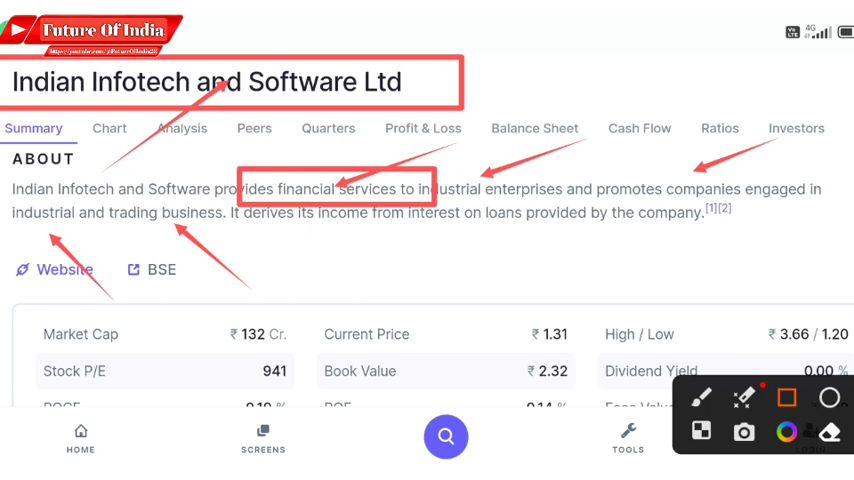 Future Of India
4G
Indian Infotech and Software Ltd
Summary Chart Analysis Peers Quarters Profit & Loss Balance Sheet Cash Flow Ratios Investors
ABOUT
Indian Infotech and Software provides financial services to industrial enterprises and promotes companies engaged in
industrial and trading business. It derives its income from interest on loans provided by the company.[1][2]
Website BSE
Market Cap ₹ 132 Cr. Current Price ₹ 1.31 High / Low ₹ 3.66 / 1.20
Stock P/E 941 Book Value ₹ 2.32 Dividend Yield 0.00 %
HOME SCREENS TOOLS